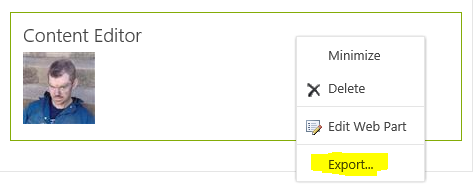 Content Editor
Minimize
Delete
Edit Web Part
Export...